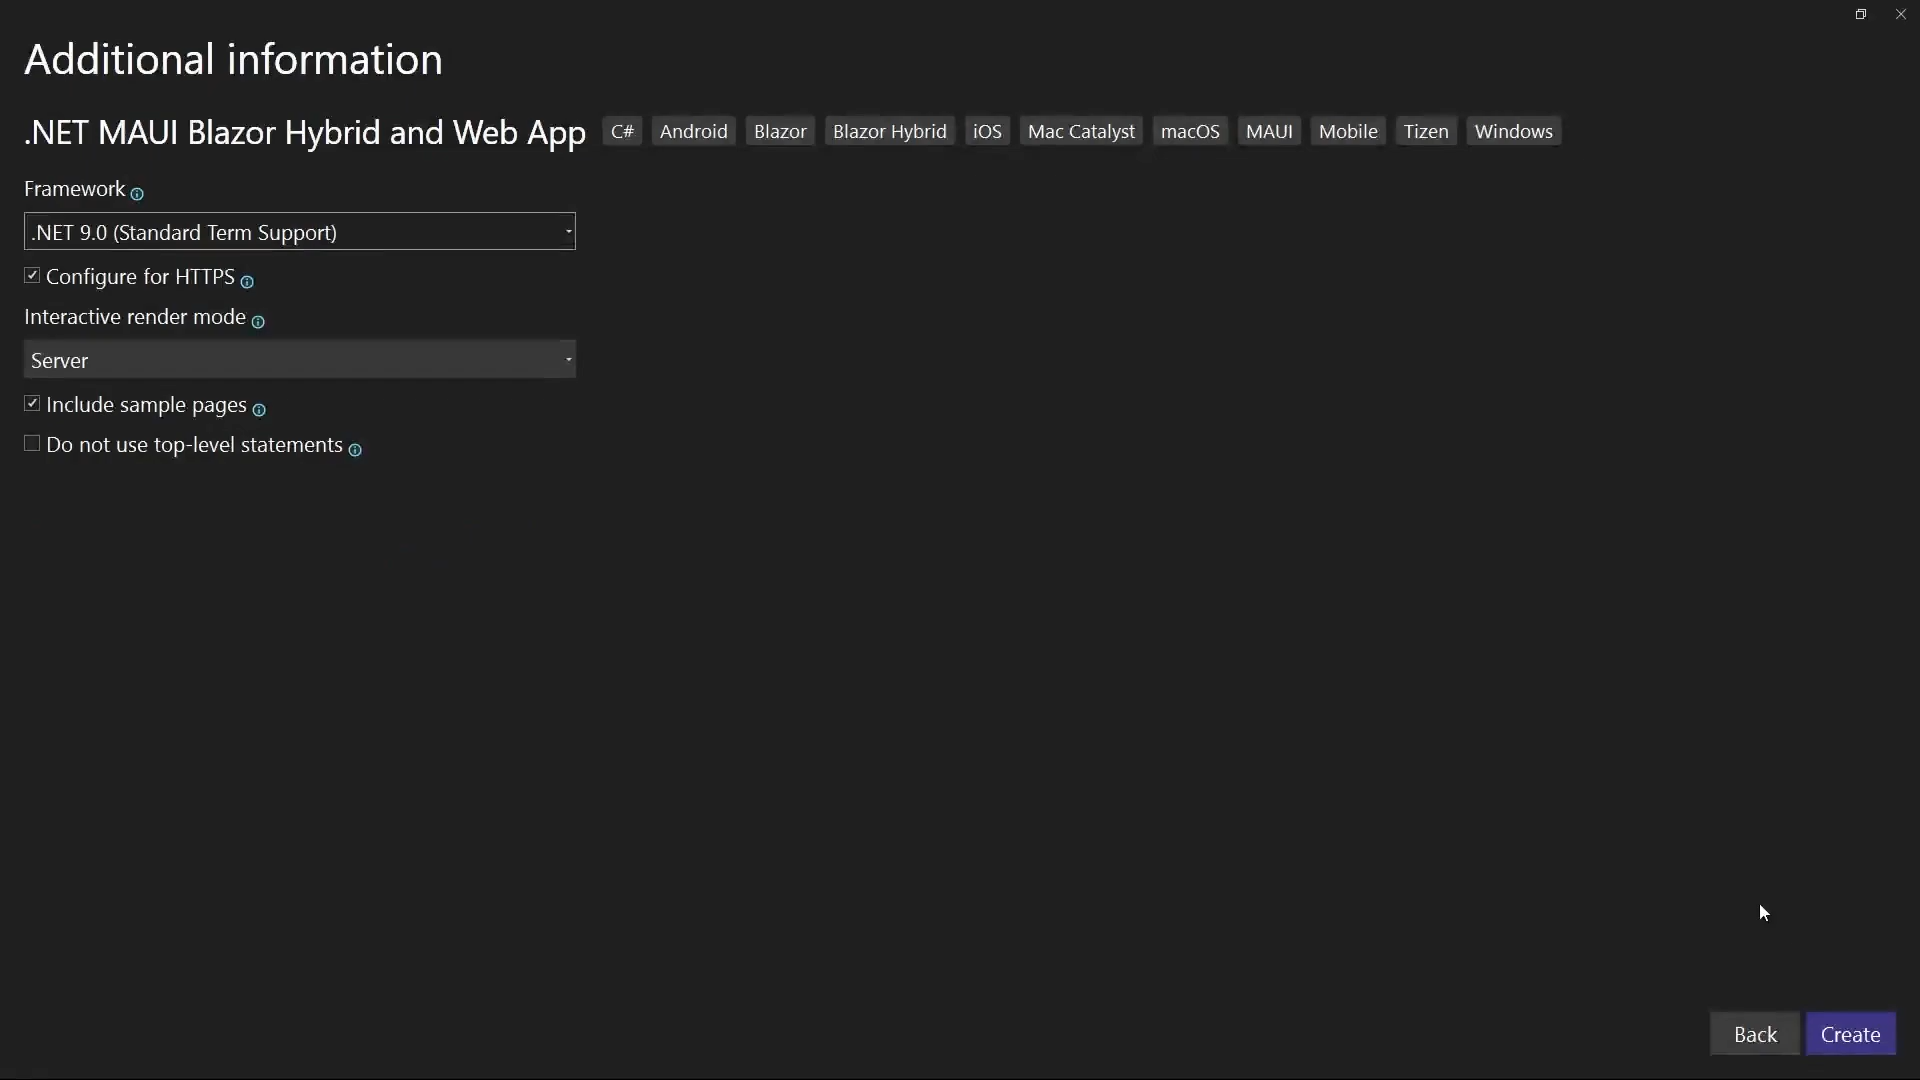 Additional information
.NET MAUI Blazor Hybrid and Web App C# Android Blazor Blazor Hybrid iOS Mac Catalyst macOS MAUI Mobile Tizen Windows
Framework
.NET 9.0 (Standard Term Support)
Configure for HTTPS
Interactive render mode
Server
Include sample pages
Do not use top-level statements
Back Create